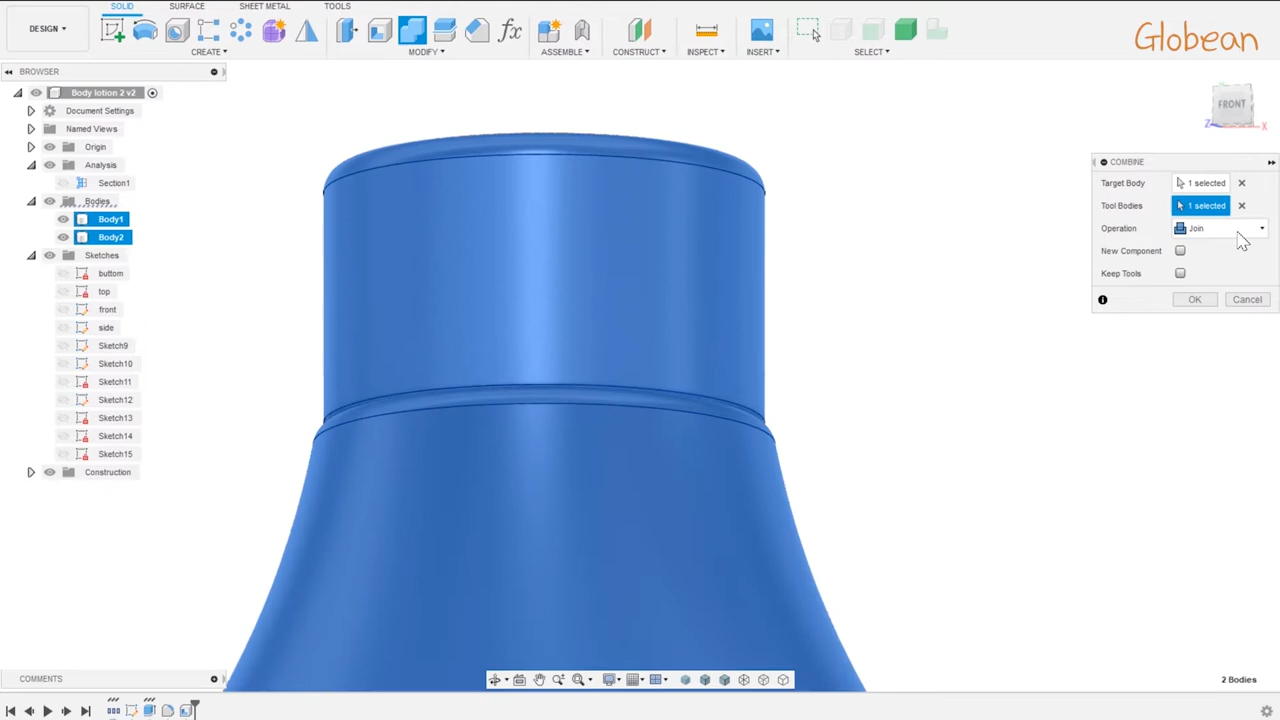 SOLID SURFACE SHEET METAL TOOLS
DESIGN
fx
CREATE MODIFY ASSEMBLE CONSTRUCT INSPECT INSERT SELECT
Globean
BROWSER
Body lotion 2 v2
Document Settings
Named Views
Origin
Analysis
Section1
Bodies
Body1
Body2
Sketches
buttom
top
front
side
Sketch9
Sketch10
Sketch11
Sketch12
Sketch13
Sketch14
Sketch15
Construction
FRONT
Z X
COMBINE
Target Body 1 selected
Tool Bodies 1 selected
Operation Join
New Component
Keep Tools
OK Cancel
COMMENTS
2 Bodies